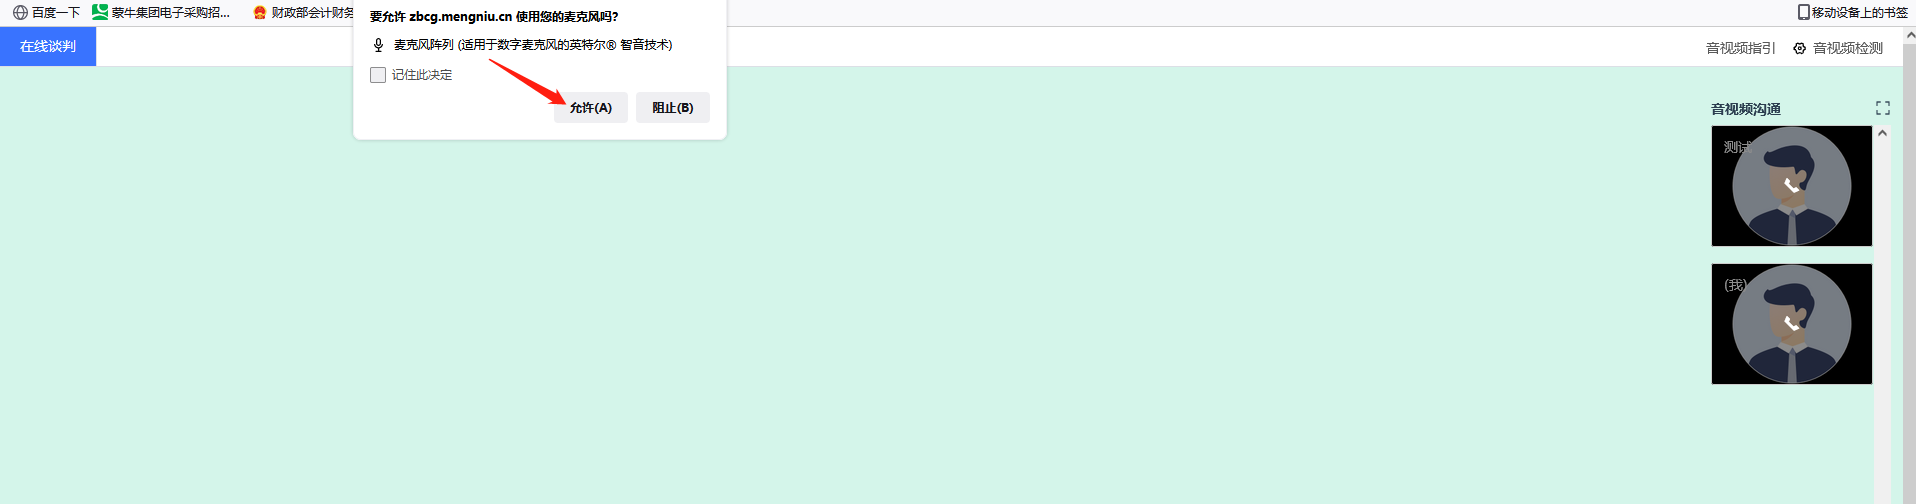 百度一下
蒙牛集团电子采购招...
财政部会计财务
移动设备上的书签
要允许 zbcg.mengniu.cn 使用您的麦克风吗?
麦克风阵列 (适用于数字麦克风的英特尔® 智音技术)
记住此决定
允许(A)
阻止(B)
在线谈判
音视频指引
音视频检测
音视频沟通
测试
(我)